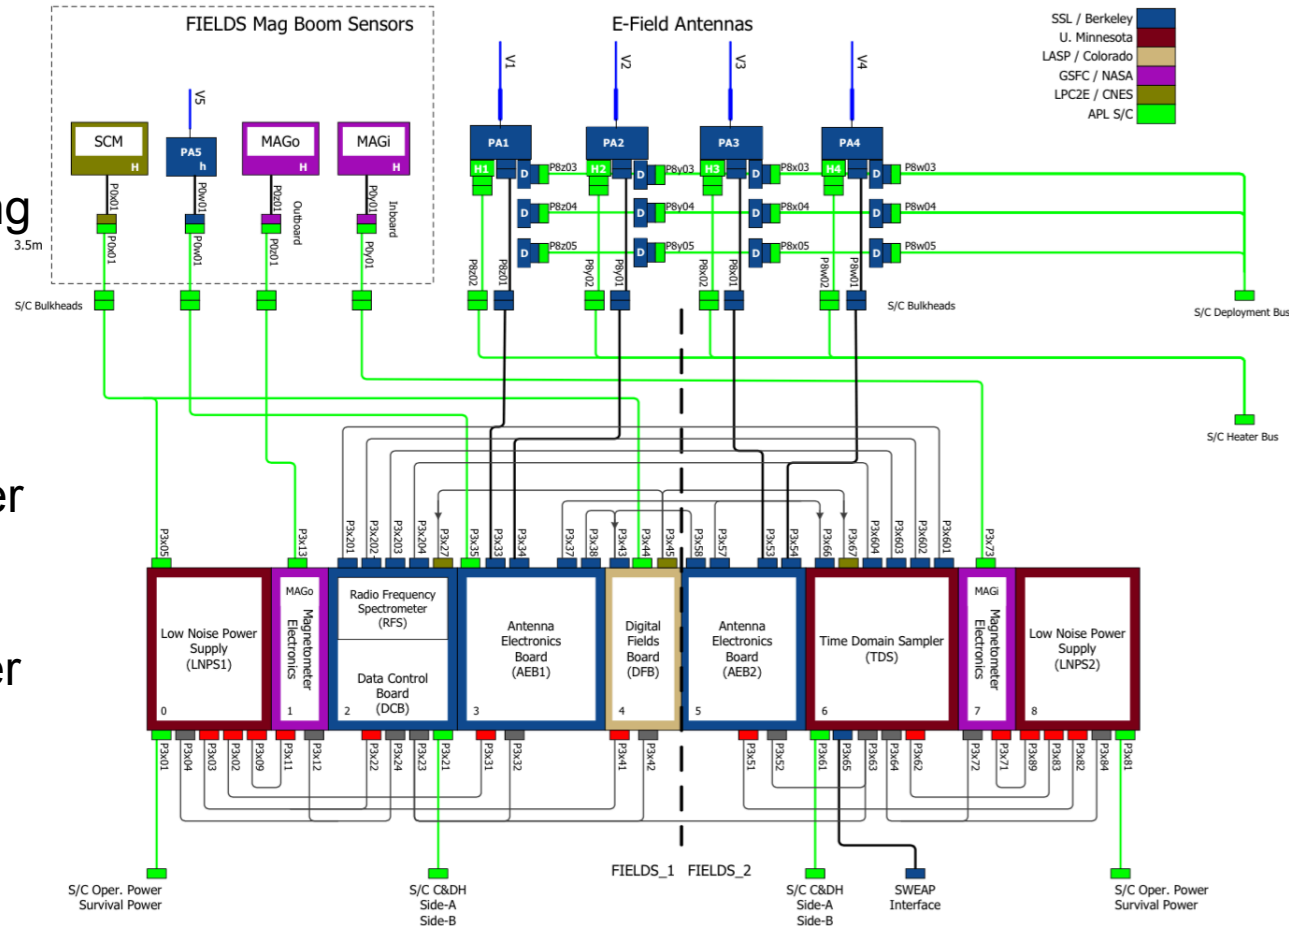 FIELDS Mag Boom Sensors
E-Field Antennas
SSL / Berkeley
U. Minnesota
LASP / Colorado
GSFC / NASA
LPC2E / CNES
APL S/C
V5
V1
V2
V3
V4
SCM
H
PA5
h
MAGo
H
MAGi
H
PA1
PA2
PA3
PA4
H1
H2
H3
H4
D
P8z03
D
P8y03
D
P8x03
D
P8w03
D
P8z04
D
P8y04
D
P8x04
D
P8w04
D
P8z05
D
P8y05
D
P8x05
D
P8w05
P0x01
P0w01
P0z01
P0y01
Outboard
Inboard
P0x01
P0w01
P0z01
P0y01
ng
3.5m
P8z02
P8z01
P8y02
P8y01
P8x02
P8x01
P8w02
P8w01
S/C Bulkheads
S/C Bulkheads
S/C Deployment Bus
S/C Heater Bus
er
er
P3x05
P3x13
P3x201
P3x202
P3x203
P3x204
P3x27
P3x35
P3x33
P3x34
P3x37
P3x38
P3x43
P3x44
P3x45
P3x58
P3x57
P3x53
P3x54
P3x66
P3x67
P3x604
P3x603
P3x602
P3x601
P3x73
Low Noise Power
Supply
(LNPS1)
0
MAGo
Magnetometer
Electronics
1
Radio Frequency
Spectrometer
(RFS)
Data Control
Board
(DCB)
2
Antenna
Electronics
Board
(AEB1)
3
Digital
Fields
Board
(DFB)
4
Antenna
Electronics
Board
(AEB2)
5
Time Domain Sampler
(TDS)
6
MAGi
Magnetometer
Electronics
7
Low Noise Power
Supply
(LNPS2)
8
P3x01
P3x04
P3x03
P3x02
P3x09
P3x11
P3x12
P3x22
P3x24
P3x23
P3x21
P3x31
P3x32
P3x41
P3x42
P3x51
P3x52
P3x61
P3x65
P3x63
P3x64
P3x62
P3x72
P3x71
P3x89
P3x83
P3x82
P3x84
P3x81
FIELDS_1
FIELDS_2
S/C Oper. Power
Survival Power
S/C C&DH
Side-A
Side-B
S/C C&DH
Side-A
Side-B
SWEAP
Interface
S/C Oper. Power
Survival Power